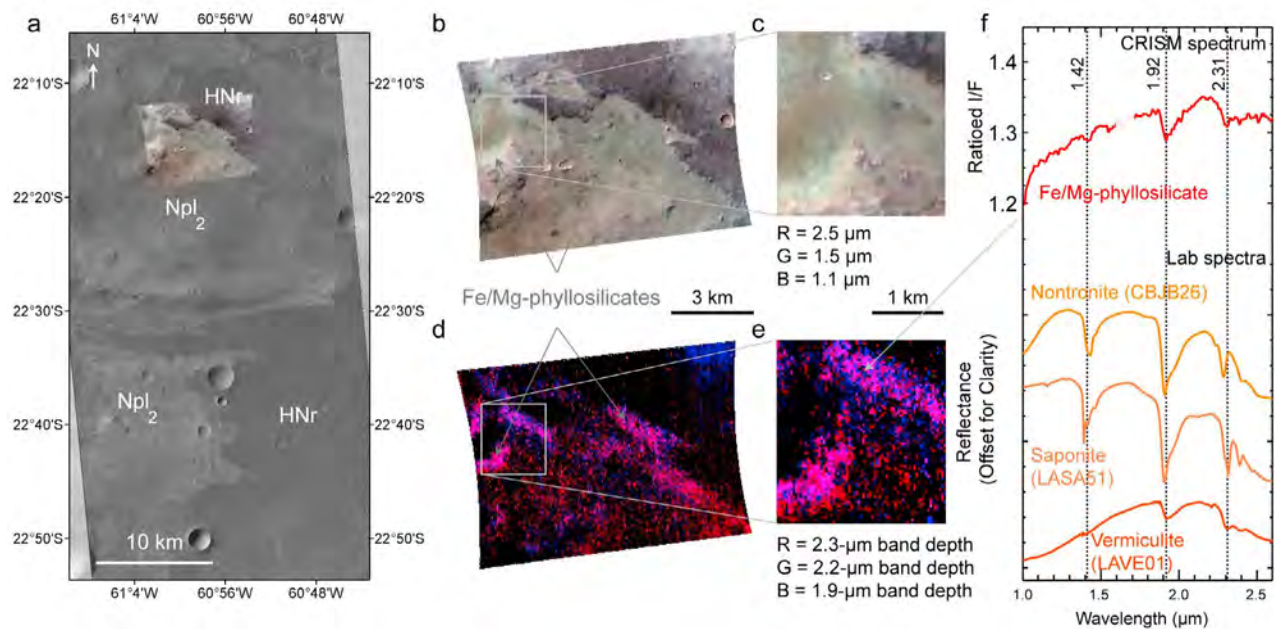 a
61°4'W 60°56'W 60°48'W
N
22°10'S
22°20'S
22°30'S
22°40'S
22°50'S
HNr
Npl2
Npl2
HNr
10 km
22°10'S
22°20'S
22°30'S
22°40'S
22°50'S
61°4'W 60°56'W 60°48'W
b
c
R = 2.5 µm
G = 1.5 µm
B = 1.1 µm
Fe/Mg-phyllosilicates
3 km
1 km
d
e
R = 2.3-µm band depth
G = 2.2-µm band depth
B = 1.9-µm band depth
f
CRISM spectrum
1.42
1.92
2.31
1.4
1.3
1.2
Ratioed I/F
Fe/Mg-phyllosilicate
Lab spectra
Nontronite (CBJB26)
Reflectance
(Offset for Clarity)
Saponite
(LASA51)
Vermiculite
(LAVE01)
1.0 1.5 2.0 2.5
Wavelength (µm)